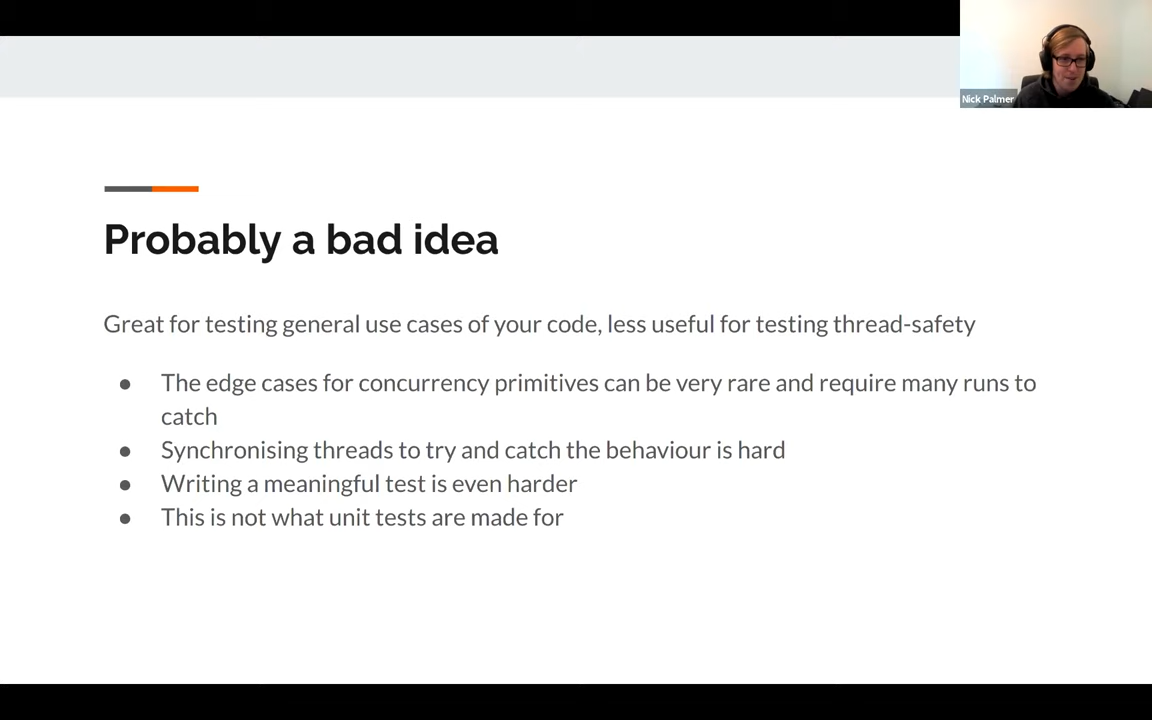 Nick Palmer
Probably a bad idea
Great for testing general use cases of your code, less useful for testing thread-safety
● The edge cases for concurrency primitives can be very rare and require many runs to
catch
● Synchronising threads to try and catch the behaviour is hard
● Writing a meaningful test is even harder
● This is not what unit tests are made for